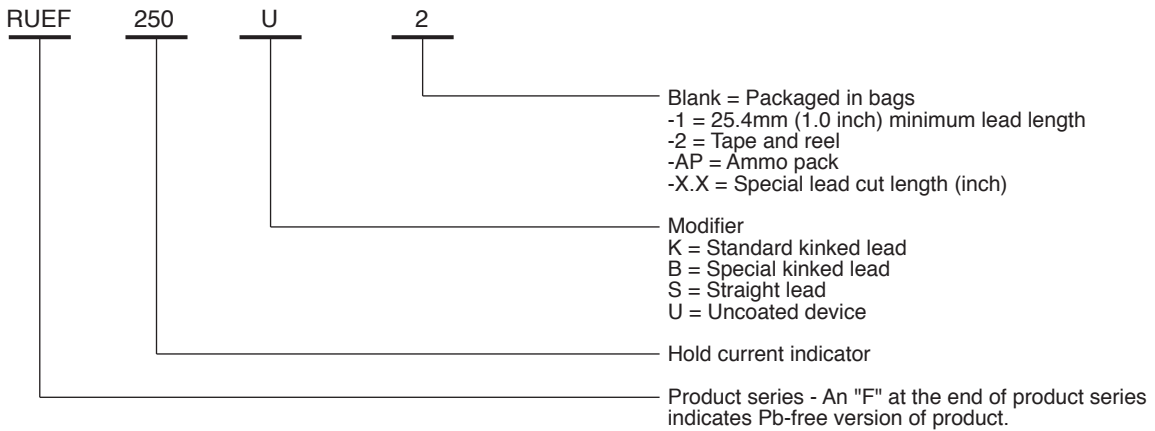 RUEF 250 U 2
Blank = Packaged in bags
-1 = 25.4mm (1.0 inch) minimum lead length
-2 = Tape and reel
-AP = Ammo pack
-X.X = Special lead cut length (inch)
Modifier
K = Standard kinked lead
B = Special kinked lead
S = Straight lead
U = Uncoated device
Hold current indicator
Product series - An "F" at the end of product series
indicates Pb-free version of product.